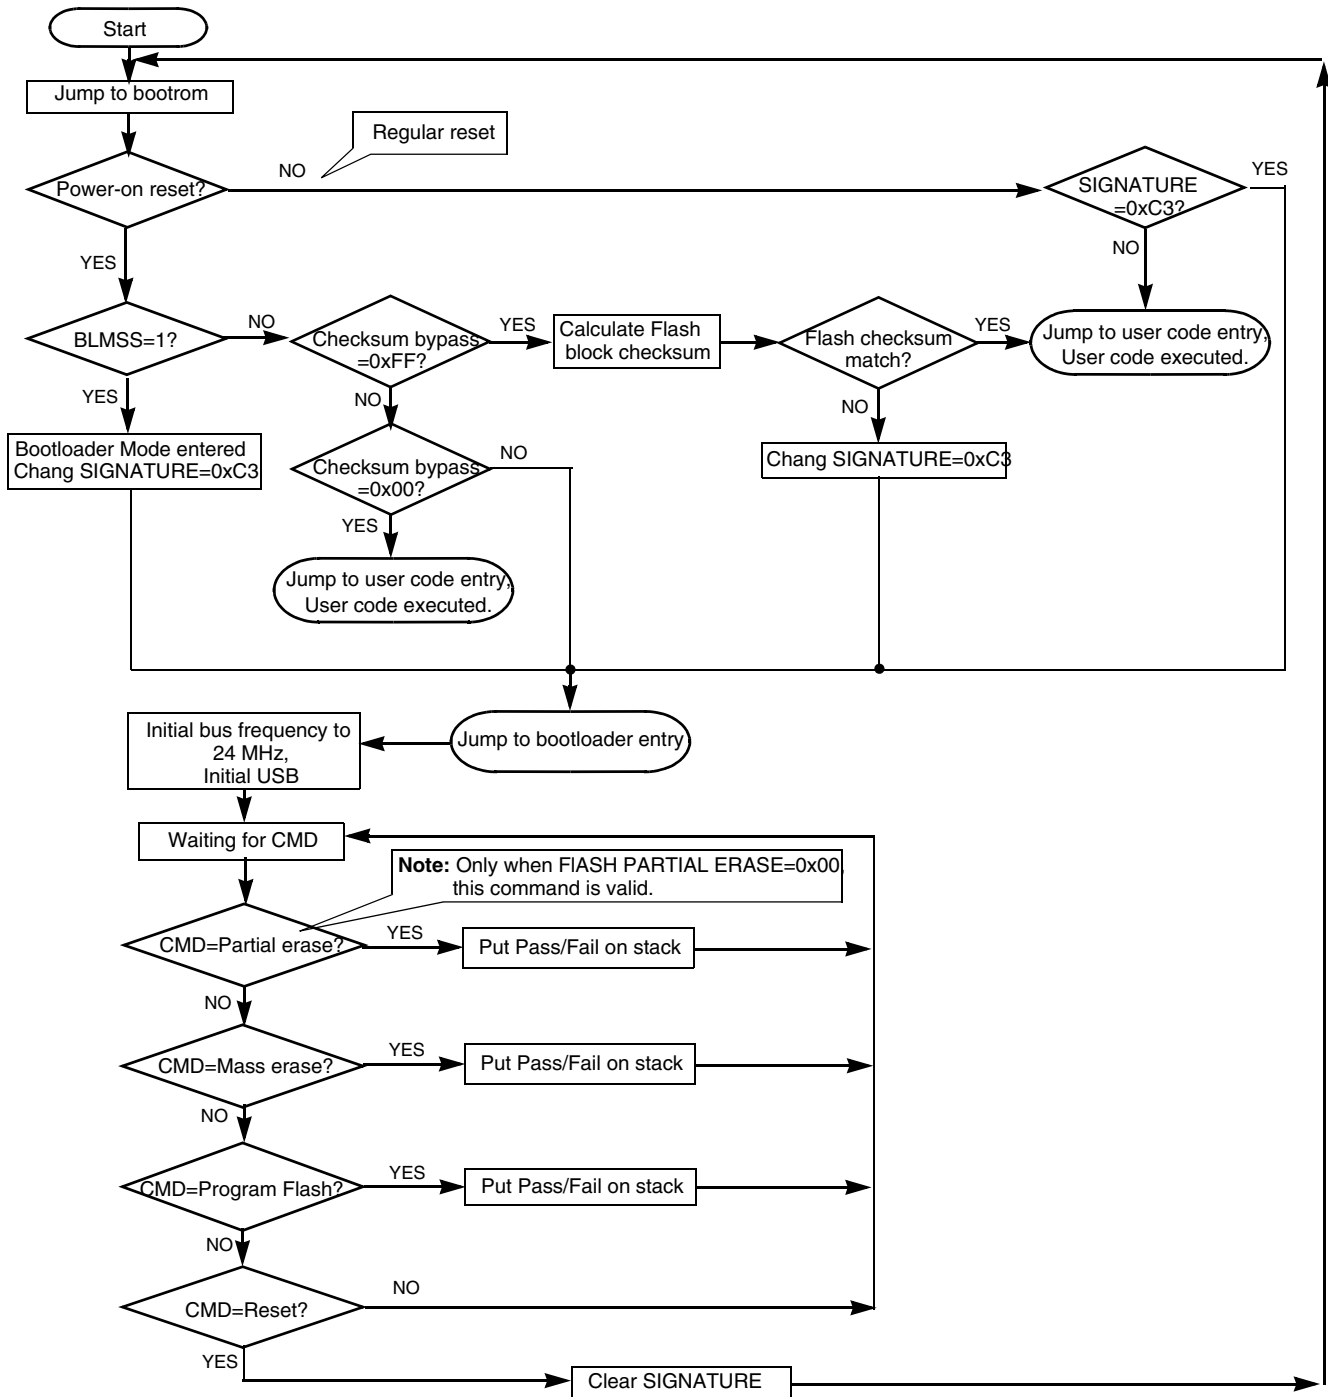 Start
Jump to bootrom
Regular reset
Power-on reset?
NO
SIGNATURE
=0xC3?
YES
NO
YES
BLMSS=1?
NO
Checksum bypass
=0xFF?
YES
Calculate Flash
block checksum
Flash checksum
match?
YES
Jump to user code entry,
User code executed.
YES
NO
NO
Bootloader Mode entered
Chang SIGNATURE=0xC3
Checksum bypass
=0x00?
NO
Chang SIGNATURE=0xC3
YES
Jump to user code entry,
User code executed.
Initial bus frequency to
24 MHz,
Initial USB
Jump to bootloader entry
Waiting for CMD
Note: Only when FlASH PARTIAL ERASE=0x00,
this command is valid.
CMD=Partial erase?
YES
Put Pass/Fail on stack
NO
CMD=Mass erase?
YES
Put Pass/Fail on stack
NO
CMD=Program Flash?
YES
Put Pass/Fail on stack
NO
CMD=Reset?
NO
YES
Clear SIGNATURE